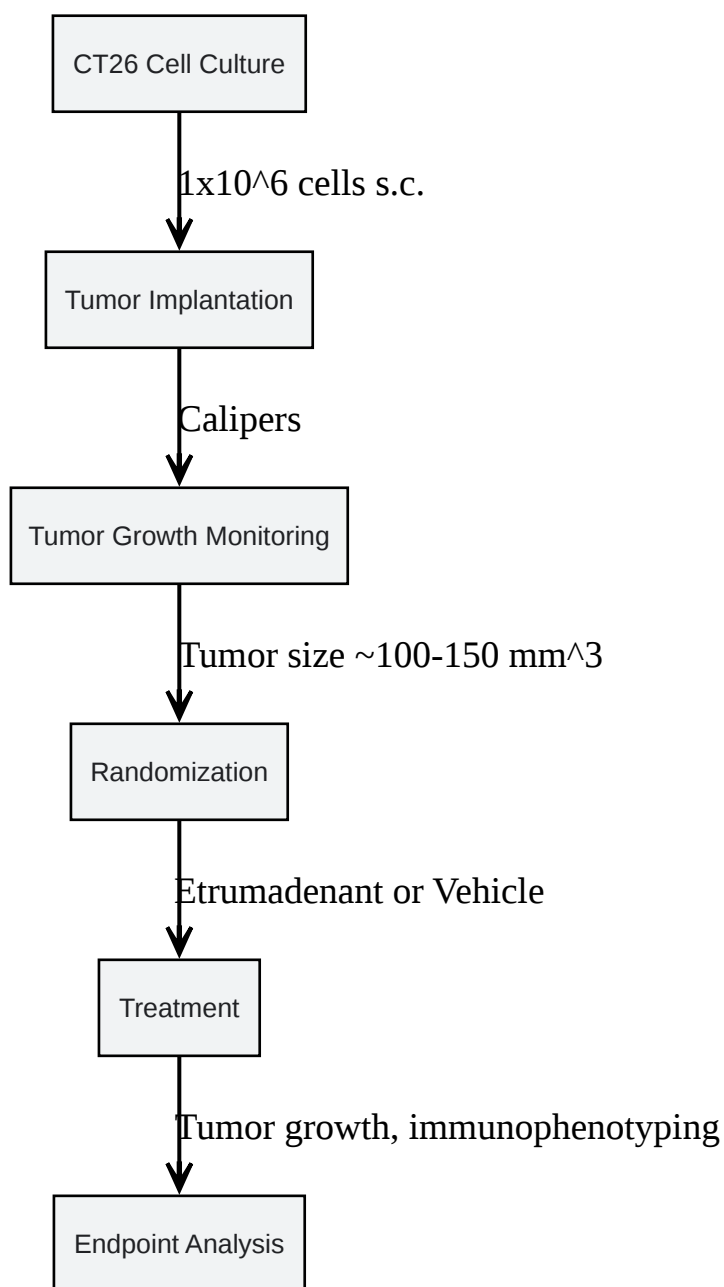 CT26 Cell Culture
1x10^6 cells s.c.
Tumor Implantation
Calipers
Tumor Growth Monitoring
Tumor size ~100-150 mm^3
Randomization
Etrumadenant or Vehicle
Treatment
Tumor growth, immunophenotyping
Endpoint Analysis